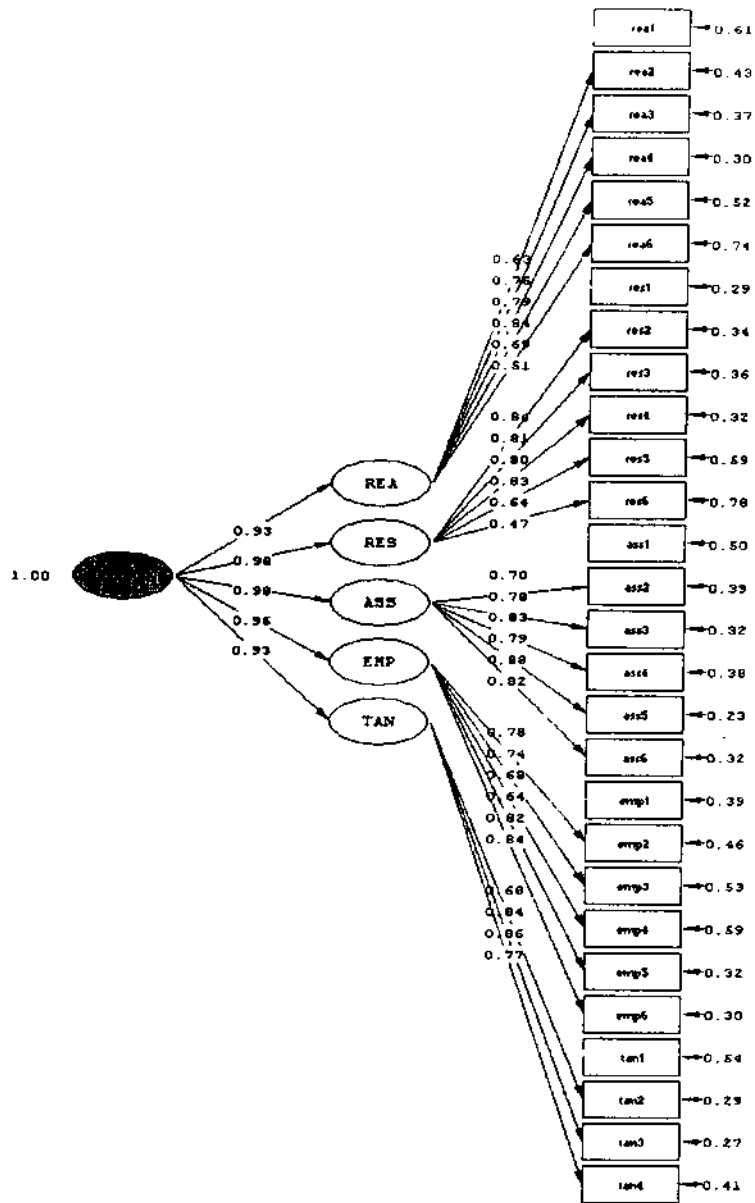 rea1 0.61
rea2 0.43
rea3 0.37
rea4 0.30
rea5 0.52
rea6 0.74
0.63
0.75
0.79
0.84
0.69
0.51
res1 0.29
res2 0.34
res3 0.36
res4 0.32
res5 0.59
res6 0.78
0.84
0.81
0.80
0.83
0.64
0.47
REA
RES
ASS
EMP
TAN
0.93
0.98
0.98
0.96
0.93
1.00
ass1 0.50
ass2 0.39
ass3 0.32
ass4 0.38
ass5 0.23
ass6 0.32
0.70
0.78
0.83
0.79
0.88
0.82
emp1 0.39
emp2 0.46
emp3 0.53
emp4 0.59
emp5 0.32
emp6 0.30
0.78
0.74
0.68
0.64
0.82
0.84
tan1 0.54
tan2 0.29
tan3 0.27
tan4 0.41
0.68
0.84
0.86
0.77